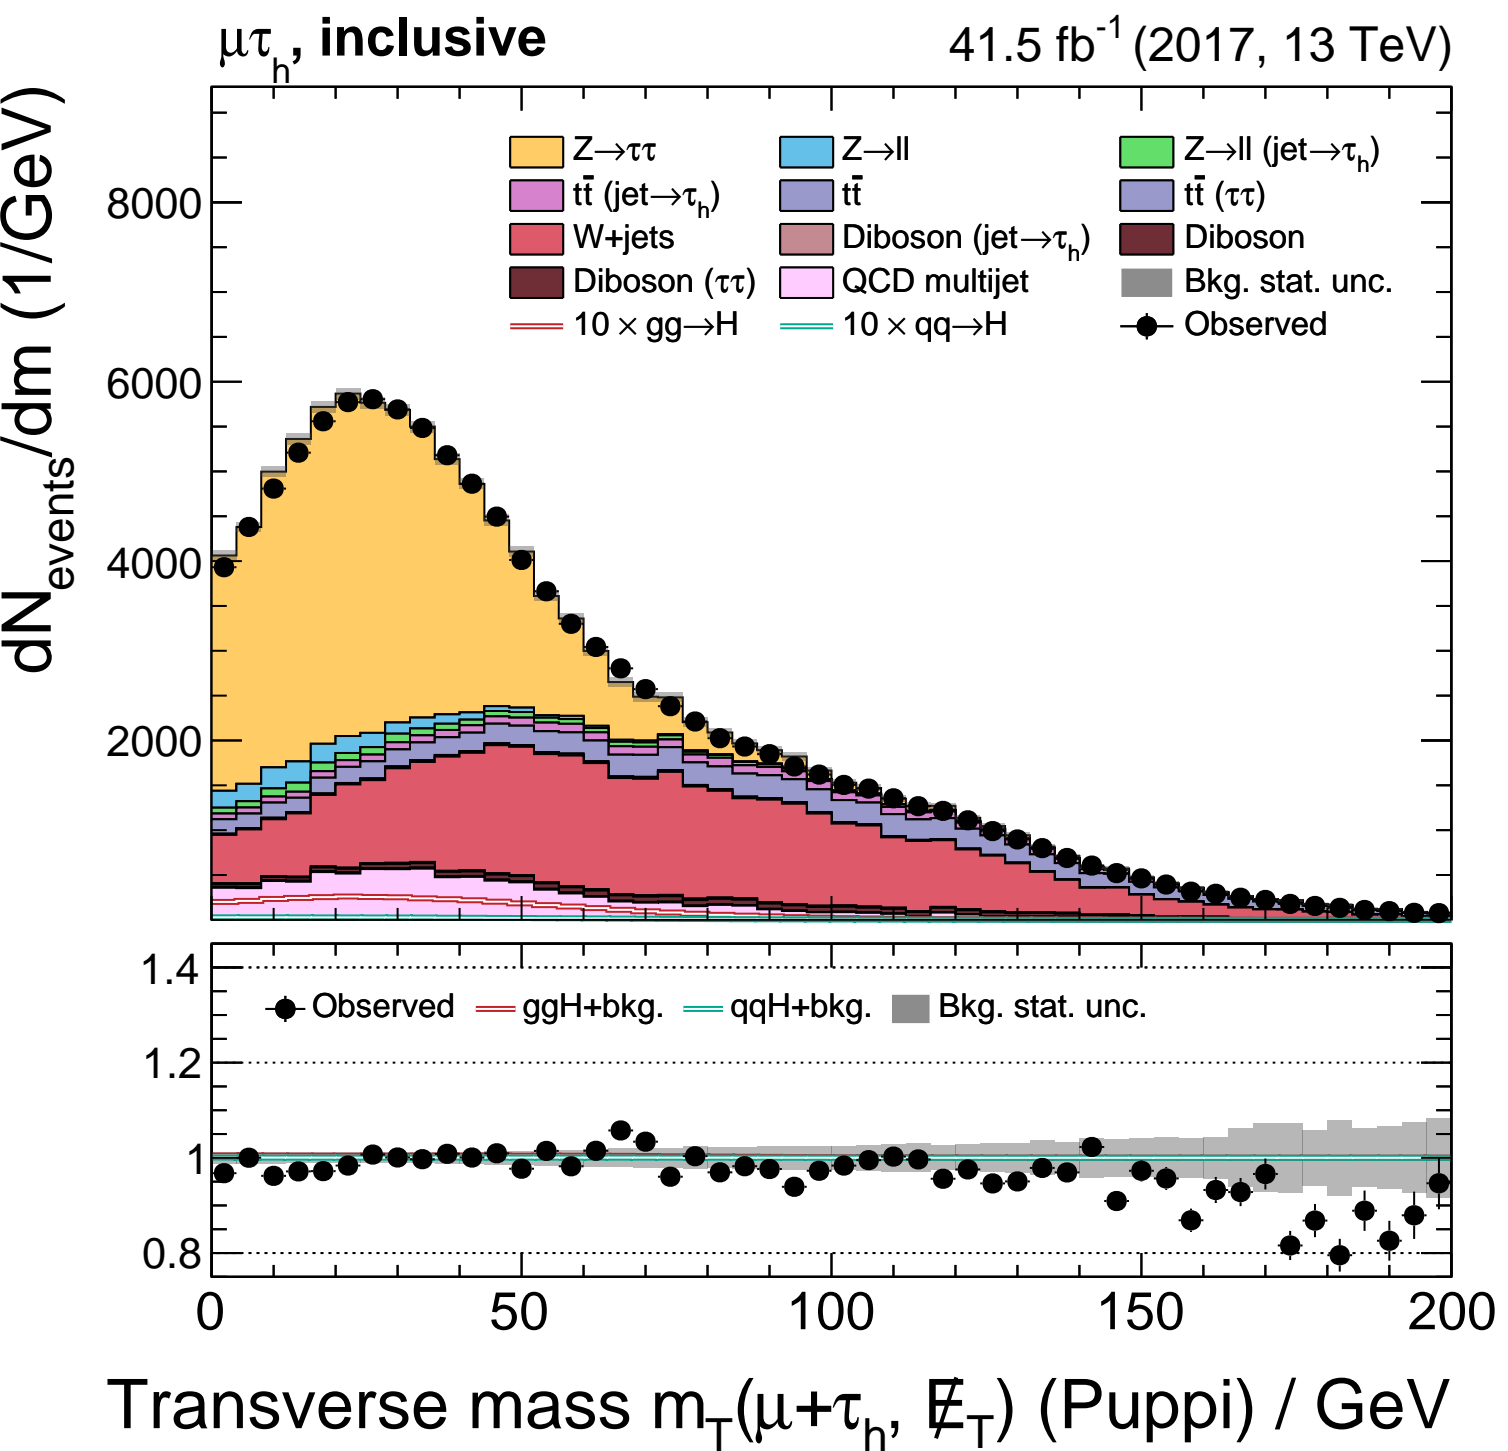 μτh, inclusive 41.5 fb-1 (2017, 13 TeV)
dNevents/dm (1/GeV)
8000
6000
4000
2000
Z→ττ Z→ll Z→ll (jet→τh)
tt̄ (jet→τh) tt̄ tt̄ (ττ)
W+jets Diboson (jet→τh) Diboson
Diboson (ττ) QCD multijet Bkg. stat. unc.
10 × gg→H 10 × qq→H Observed
1.4
1.2
1
0.8
Observed ggH+bkg. qqH+bkg. Bkg. stat. unc.
0 50 100 150 200
Transverse mass mT(μ+τh, E̸T) (Puppi) / GeV